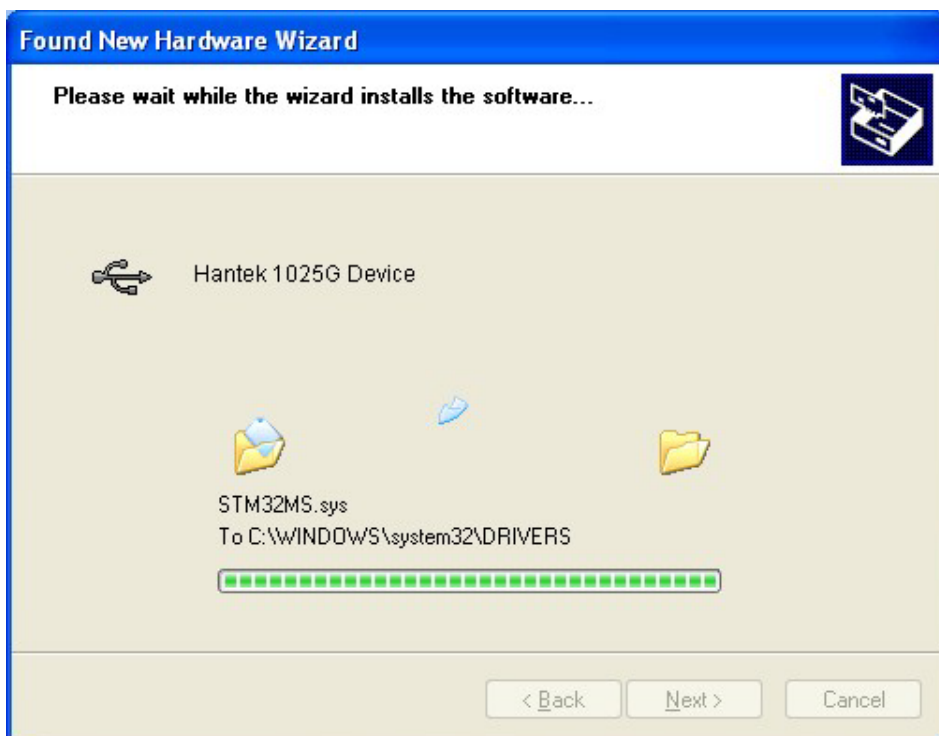 Found New Hardware Wizard
Please wait while the wizard installs the software...
Hantek 1025G Device
STM32MS.sys
To C:\WINDOWS\system32\DRIVERS
< Back Next > Cancel